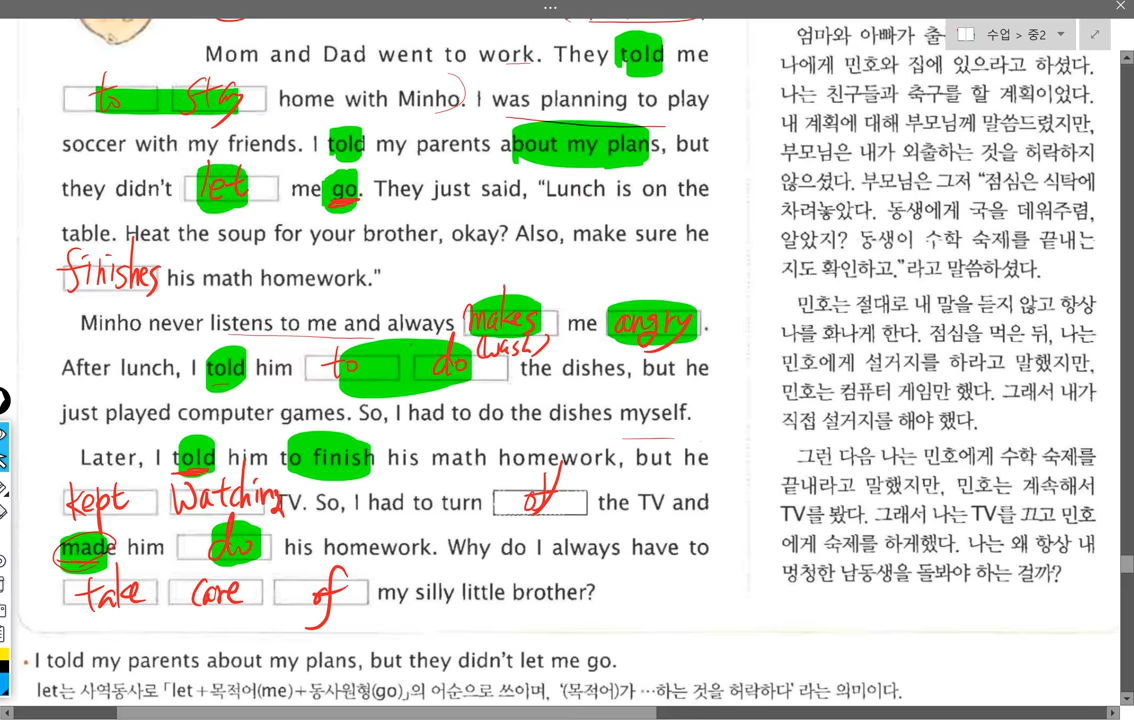 ...
수업 > 중2
Mom and Dad went to work. They told me
to stay home with Minho. I was planning to play
soccer with my friends. I told my parents about my plans, but
they didn't let me go. They just said, "Lunch is on the
table. Heat the soup for your brother, okay? Also, make sure he
finishes his math homework."
Minho never listens to me and always makes me angry.
(wash)
After lunch, I told him to do the dishes, but he
just played computer games. So, I had to do the dishes myself.
Later, I told him to finish his math homework, but he
kept watching TV. So, I had to turn the TV and
made him do his homework. Why do I always have to
take care of my silly little brother?
• I told my parents about my plans, but they didn't let me go.
let는 사역동사로 「let+목적어(me)+동사원형(go)」의 어순으로 쓰이며, '(목적어)가 …하는 것을 허락하다' 라는 의미이다.
엄마와 아빠가 출
나에게 민호와 집에 있으라고 하셨다.
나는 친구들과 축구를 할 계획이었다.
내 계획에 대해 부모님께 말씀드렸지만,
부모님은 내가 외출하는 것을 허락하지
않으셨다. 부모님은 그저 "점심은 식탁에
차려놓았다. 동생에게 국을 데워주렴,
알았지? 동생이 수학 숙제를 끝내는
지도 확인하고."라고 말씀하셨다.
민호는 절대로 내 말을 듣지 않고 항상
나를 화나게 한다. 점심을 먹은 뒤, 나는
민호에게 설거지를 하라고 말했지만,
민호는 컴퓨터 게임만 했다. 그래서 내가
직접 설거지를 해야 했다.
그런 다음 나는 민호에게 수학 숙제를
끝내라고 말했지만, 민호는 계속해서
TV를 봤다. 그래서 나는 TV를 끄고 민호
에게 숙제를 하게했다. 나는 왜 항상 내
멍청한 남동생을 돌봐야 하는 걸까?